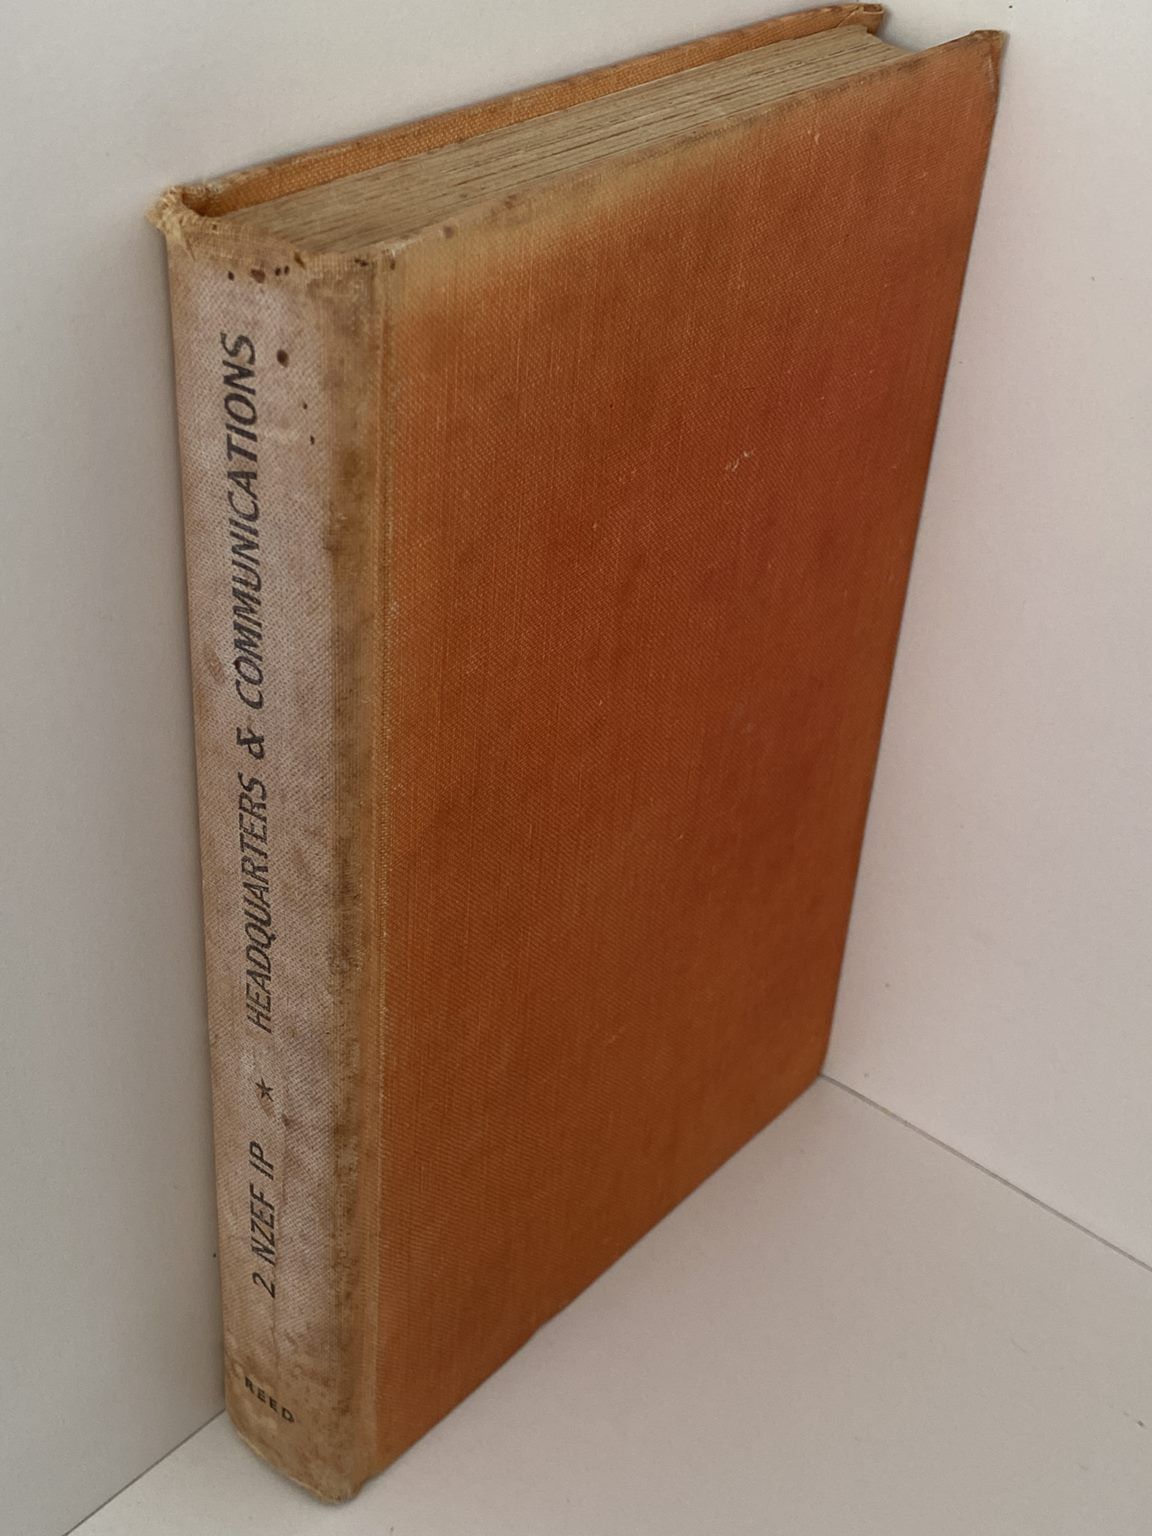 2 NZEF IP * HEADQUARTERS & COMMUNICATIONS
REED